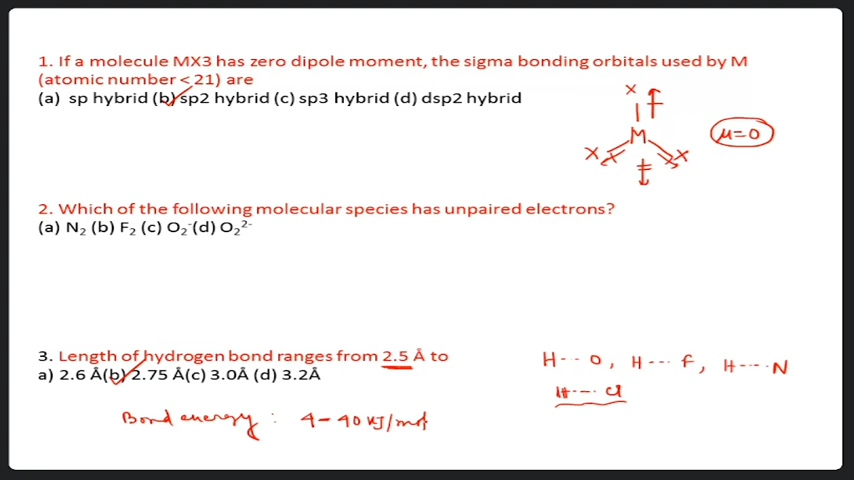 1. If a molecule MX3 has zero dipole moment, the sigma bonding orbitals used by M
(atomic number < 21) are
(a) sp hybrid (b) sp2 hybrid (c) sp3 hybrid (d) dsp2 hybrid
X
M
X X
μ=0
2. Which of the following molecular species has unpaired electrons?
(a) N₂ (b) F₂ (c) O₂⁻ (d) O₂²⁻
3. Length of hydrogen bond ranges from 2.5 Å to
a) 2.6 Å(b) 2.75 Å(c) 3.0Å (d) 3.2Å
H---O, H---F, H---N
H---Cl
Bond energy : 4-40 KJ/mol